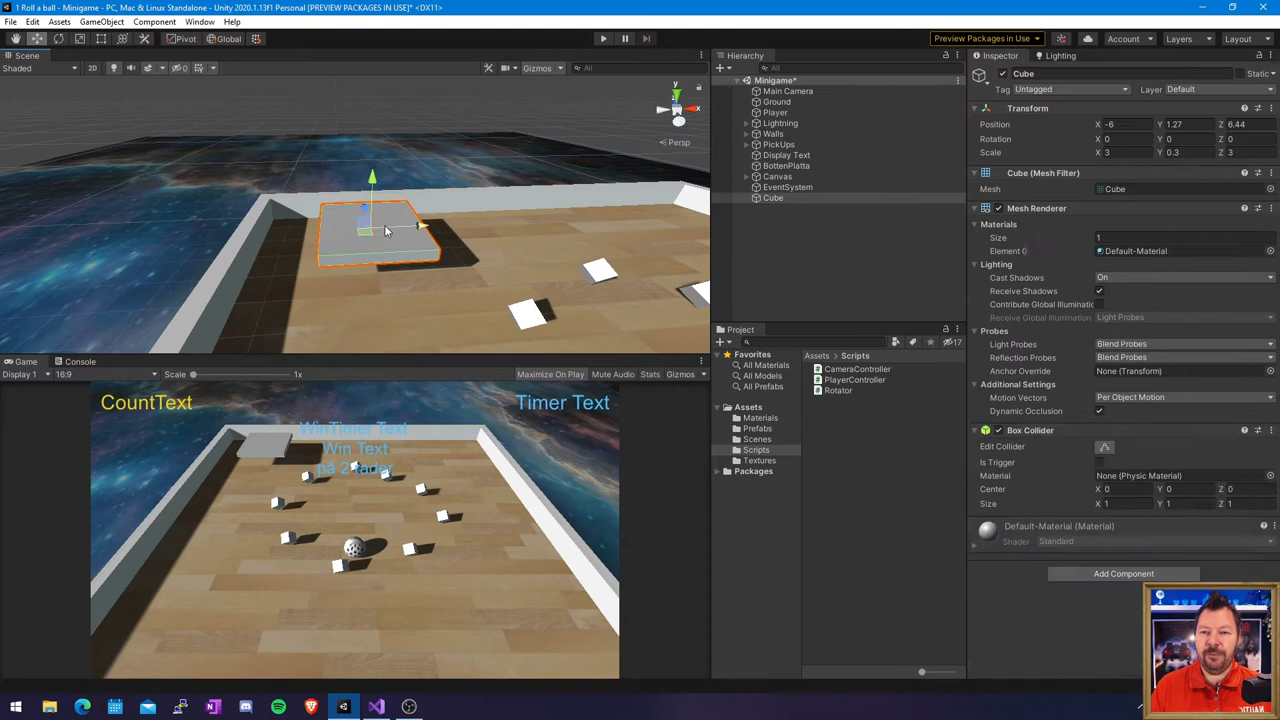 1 Roll a ball - Minigame - PC, Mac & Linux Standalone - Unity 2020.1.13f1 Personal [PREVIEW PACKAGES IN USE]* <DX11>
File Edit Assets GameObject Component Window Help
Pivot Global Preview Packages in Use Account Layers Layout
Scene
Shaded 2D 0 Gizmos All
y
x
Persp
Game Console
Display 1 16:9 Scale 1x Maximize On Play Mute Audio Stats Gizmos
CountText Timer Text
WinTimer Text
Win Text
på 2 rader
Hierarchy
All
Minigame*
Main Camera
Ground
Player
Lightning
Walls
PickUps
Display Text
BottenPlatta
Canvas
EventSystem
Cube
Project
17
Favorites
All Materials
All Models
All Prefabs
Assets
Materials
Prefabs
Scenes
Scripts
Textures
Packages
Assets Scripts
CameraController
PlayerController
Rotator
Inspector Lighting
Cube Static
Tag Untagged Layer Default
Transform
Position X -6 Y 1.27 Z 6.44
Rotation X 0 Y 0 Z 0
Scale X 3 Y 0.3 Z 3
Cube (Mesh Filter)
Mesh Cube
Mesh Renderer
Materials
Size 1
Element 0 Default-Material
Lighting
Cast Shadows On
Receive Shadows
Contribute Global Illuminatic
Receive Global Illumination Light Probes
Probes
Light Probes Blend Probes
Reflection Probes Blend Probes
Anchor Override None (Transform)
Additional Settings
Motion Vectors Per Object Motion
Dynamic Occlusion
Box Collider
Edit Collider
Is Trigger
Material None (Physic Material)
Center X 0 Y 0 Z 0
Size X 1 Y 1 Z 1
Default-Material (Material)
Shader Standard
Add Component